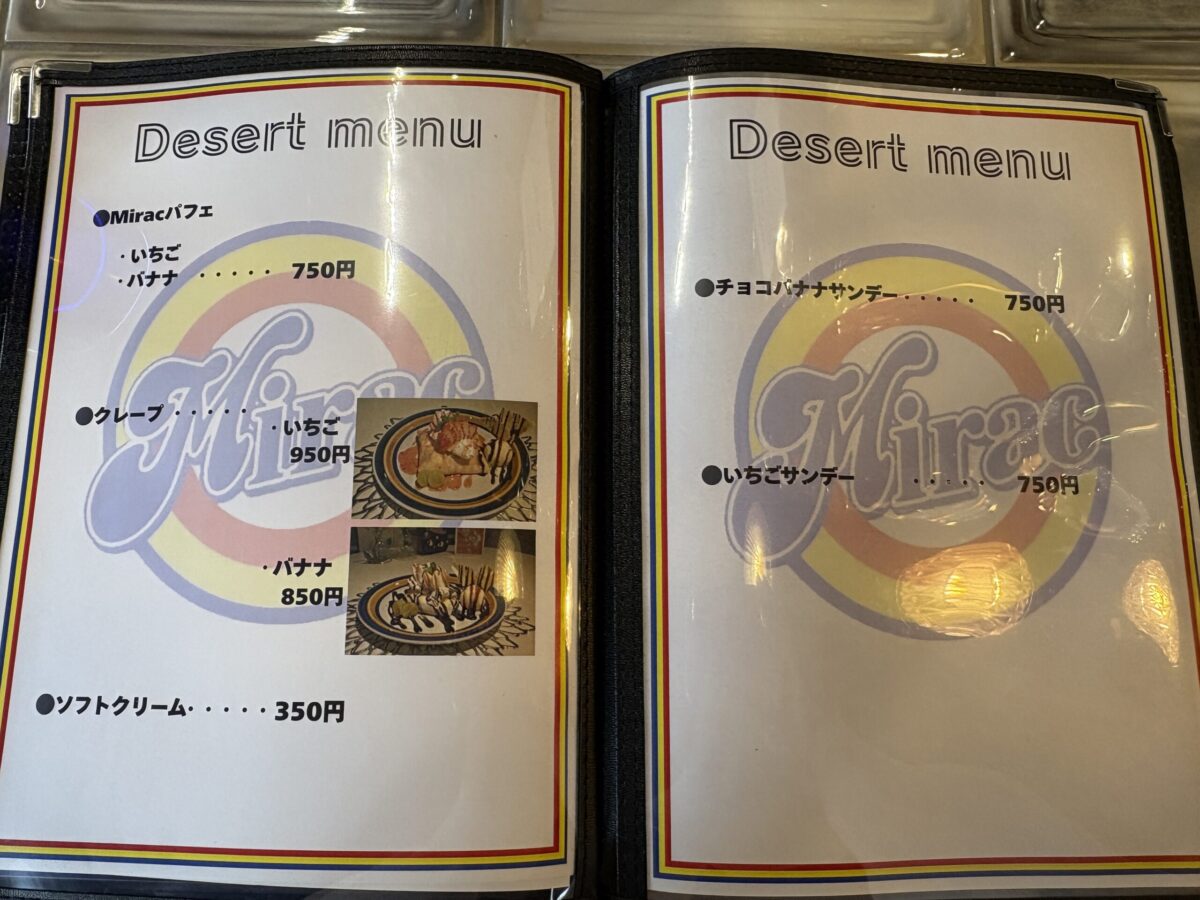 Desert menu
●Miracパフェ
・いちご
・バナナ ・・・・・ 750円
●クレープ・・・・・
・いちご
950円
・バナナ
850円
●ソフトクリーム・・・・・350円
Mirac
Desert menu
●チョコバナナサンデー・・・・・ 750円
●いちごサンデー ・・・・・ 750円
Mirac